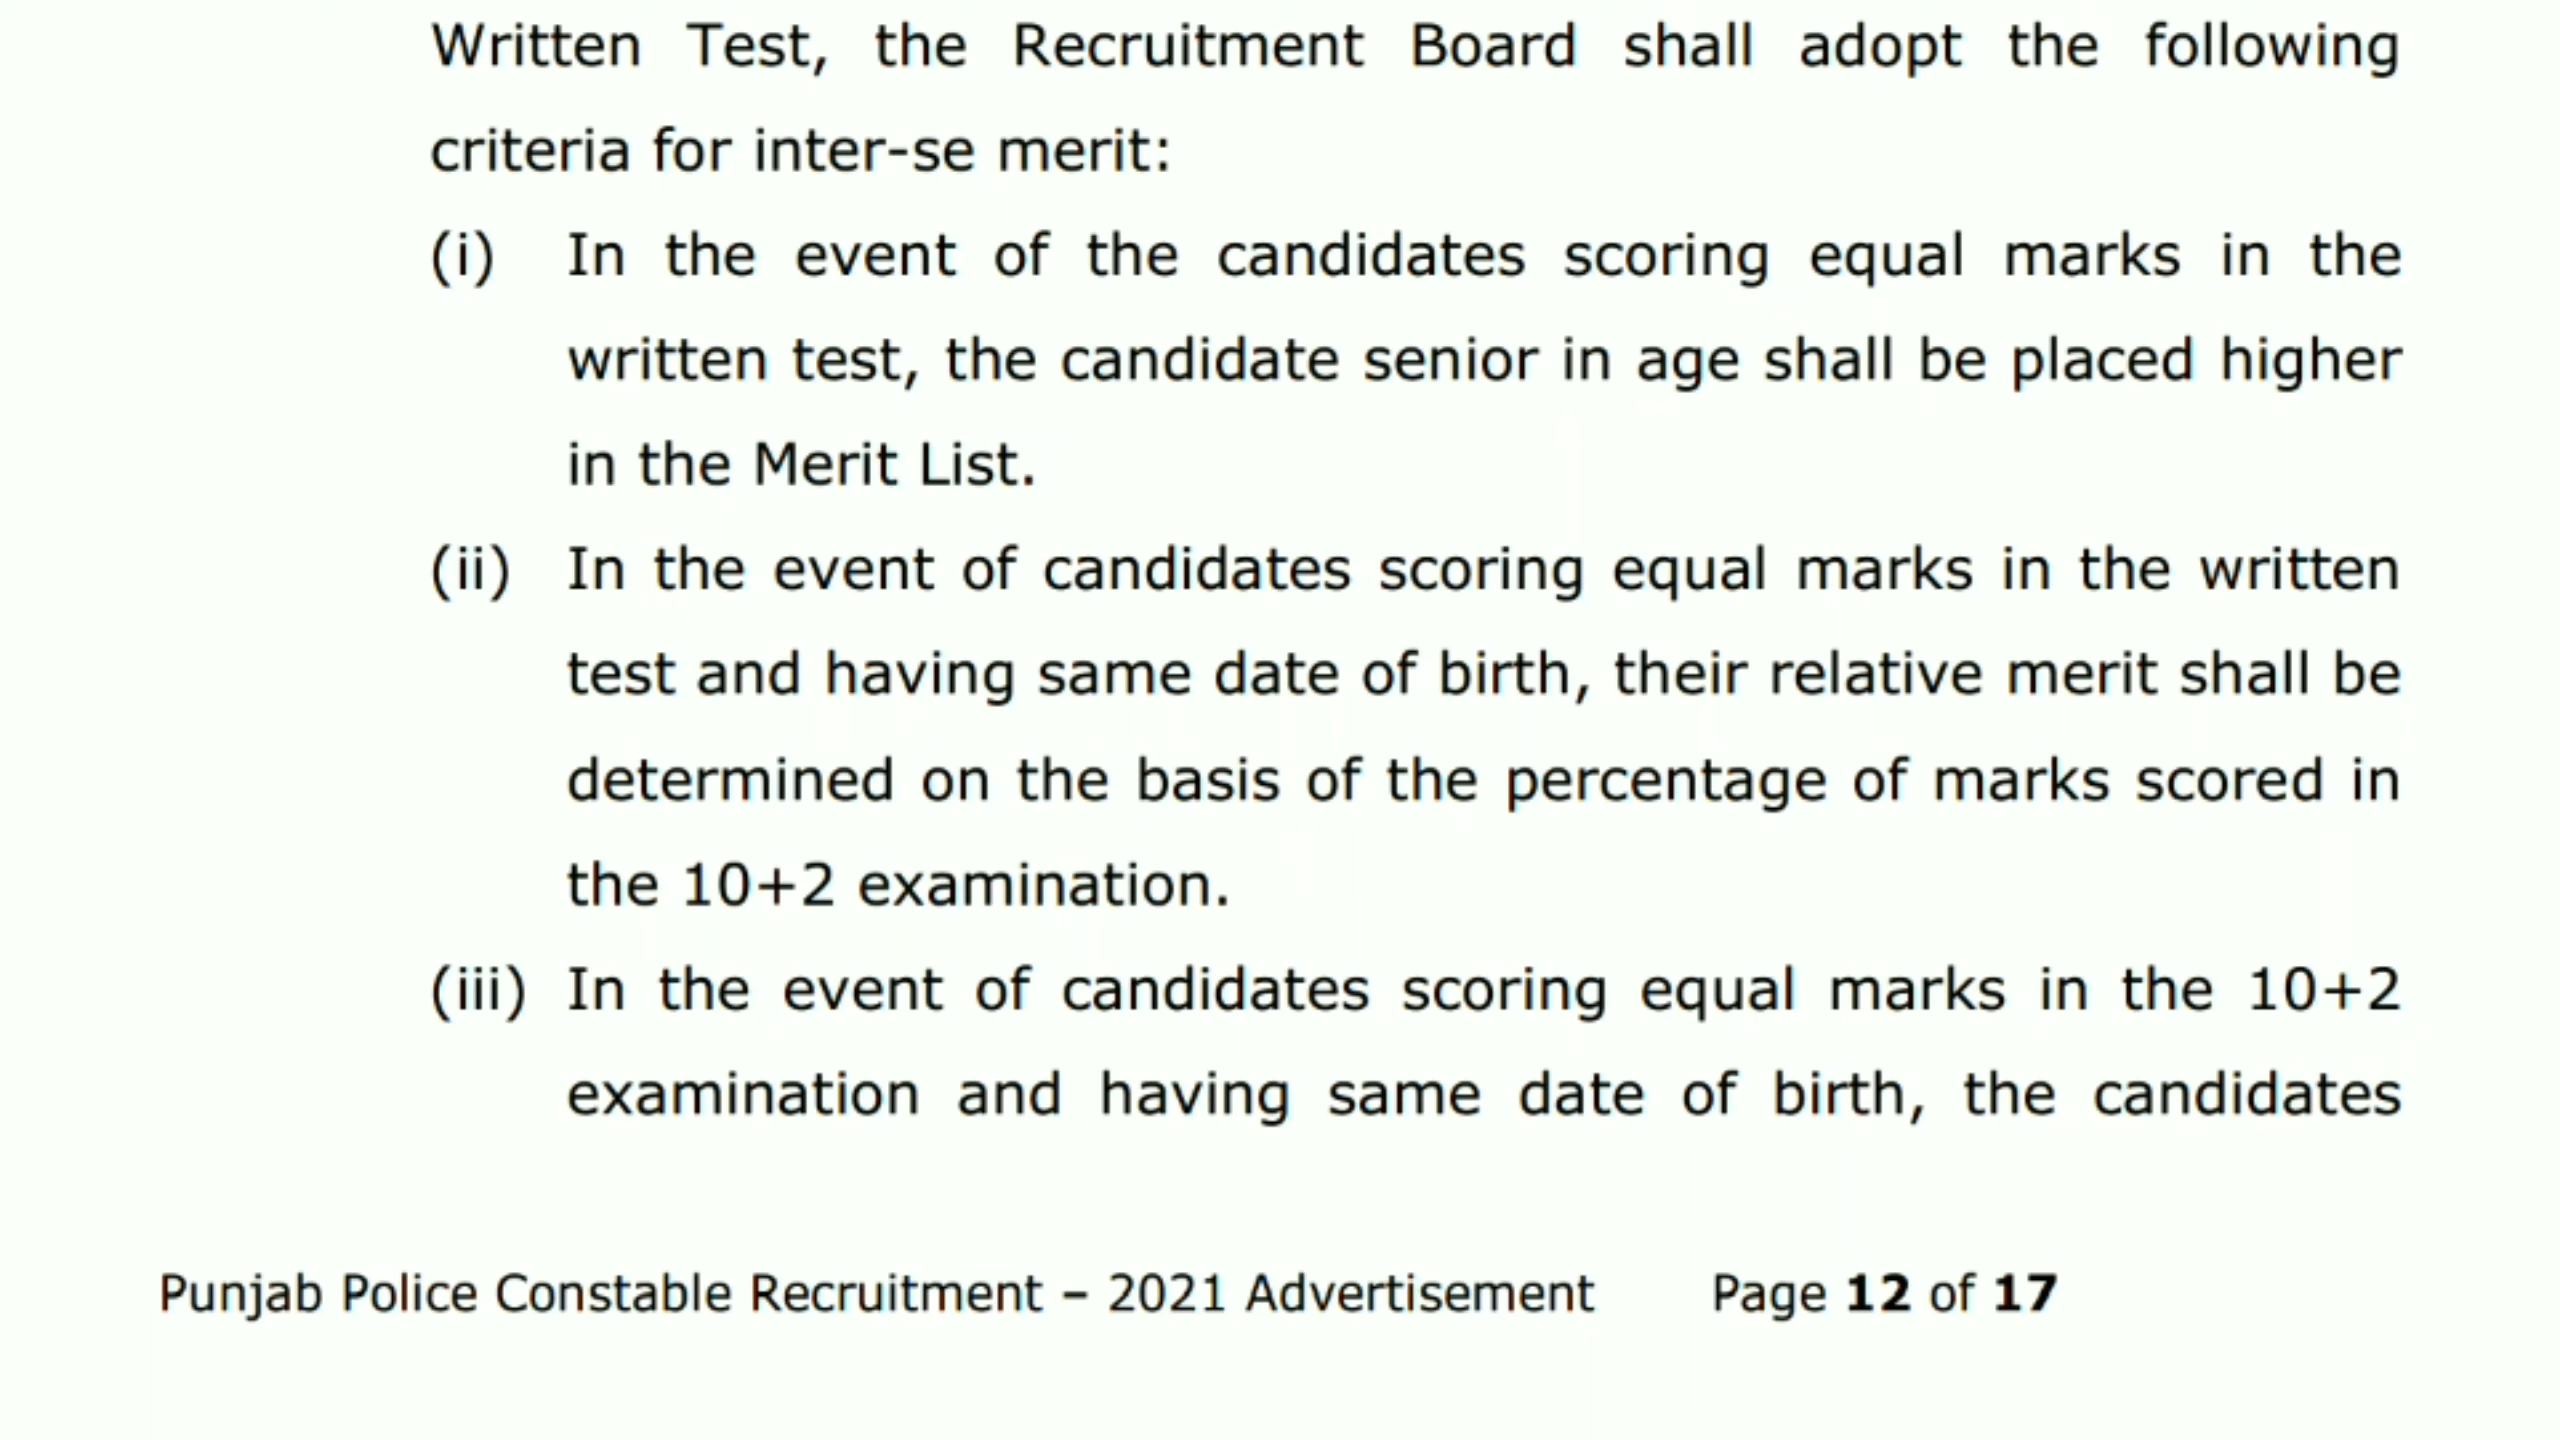 Written Test, the Recruitment Board shall adopt the following
criteria for inter-se merit:
(i) In the event of the candidates scoring equal marks in the
written test, the candidate senior in age shall be placed higher
in the Merit List.
(ii) In the event of candidates scoring equal marks in the written
test and having same date of birth, their relative merit shall be
determined on the basis of the percentage of marks scored in
the 10+2 examination.
(iii) In the event of candidates scoring equal marks in the 10+2
examination and having same date of birth, the candidates
Punjab Police Constable Recruitment – 2021 Advertisement Page 12 of 17